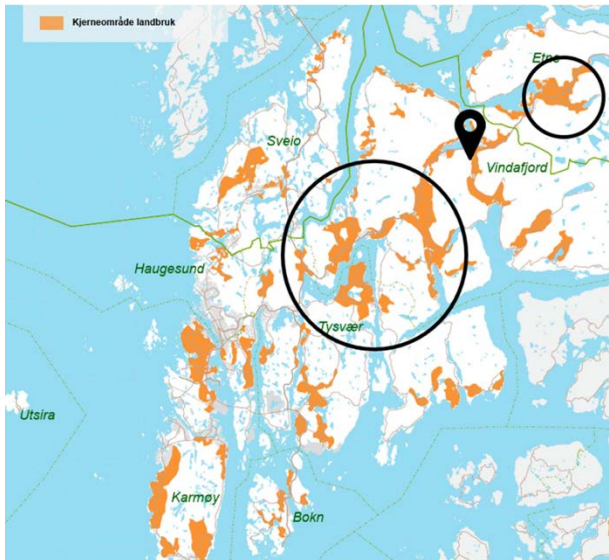 Kjerneområde landbruk
Etne
Sveio
Vindafjord
Haugesund
Tysvær
Utsira
Karmøy
Bokn